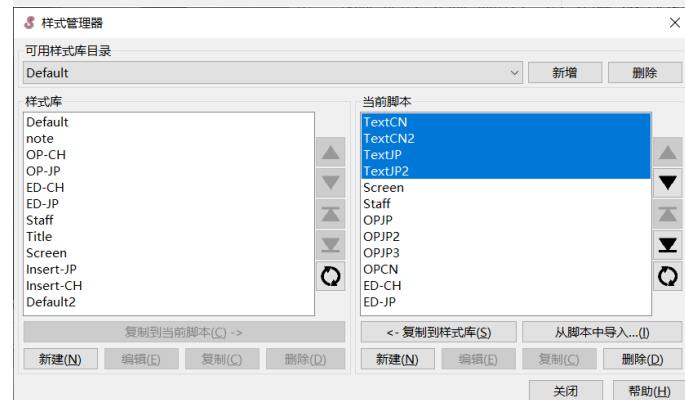 样式管理器
可用样式库目录
Default
新增
删除
样式库
Default
note
OP-CH
OP-JP
ED-CH
ED-JP
Staff
Title
Screen
Insert-JP
Insert-CH
Default2
复制到当前脚本(C) ->
新建(N)
编辑(E)
复制(C)
删除(D)
当前脚本
TextCN
TextCN2
TextJP
TextJP2
Screen
Staff
OPJP
OPJP2
OPJP3
OPCN
ED-CH
ED-JP
<- 复制到样式库(S)
从脚本中导入...(I)
新建(N)
编辑(E)
复制(C)
删除(D)
关闭
帮助(H)